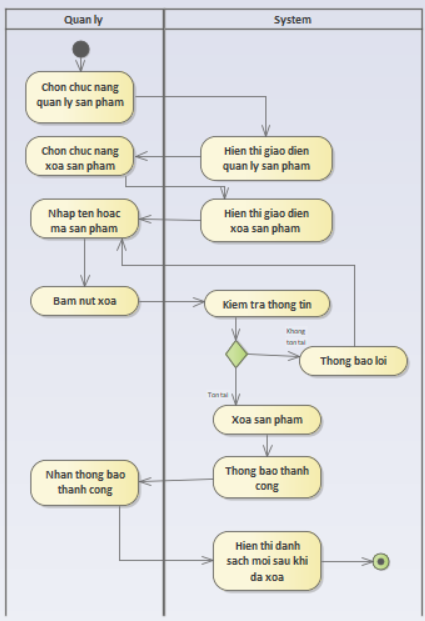 Quan ly
System
Chon chuc nang
quan ly san pham
Chon chuc nang
xoa san pham
Hien thi giao dien
quan ly san pham
Nhap ten hoac
ma san pham
Hien thi giao dien
xoa san pham
Bam nut xoa
Kiem tra thong tin
Khong
ton tai
Thong bao loi
Ton tai
Xoa san pham
Nhan thong bao
thanh cong
Thong bao thanh
cong
Hien thi danh
sach moi sau khi
da xoa